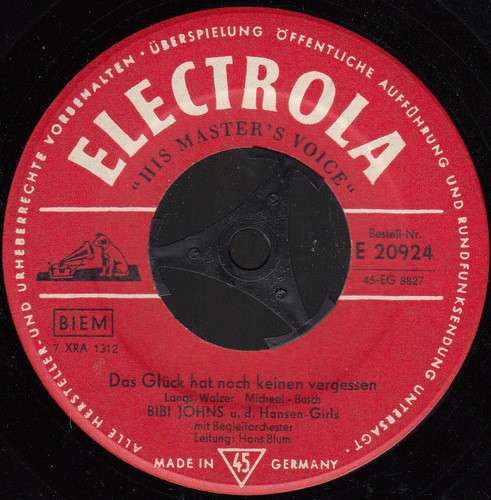 ALLE HERSTELLER- UND URHEBERRECHTE VORBEHALTEN · ÜBERSPIELUNG ÖFFENTLICHE AUFFÜHRUNG UND RUNDFUNKSENDUNG UNTERSAGT ·
ELECTROLA
"HIS MASTER'S VOICE"
Bestell-Nr.
E 20924
45-EG 8827
BIEM
7 XRA 1312
Das Glück hat noch keinen vergessen
Langs. Walzer Micheel - Bosch
BIBI JOHNS u. d. Hansen-Girls
mit Begleitorchester
Leitung: Hans Blum
MADE IN 45 GERMANY